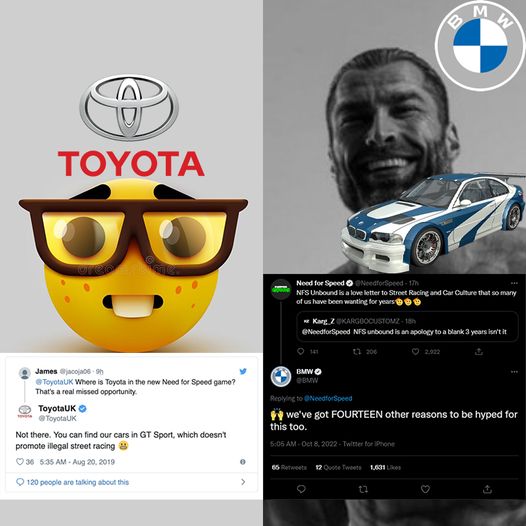 TOYOTA
dreamstime.
James @jacoja06 · 9h
@ToyotaUK Where is Toyota in the new Need for Speed game?
That's a real missed opportunity.
ToyotaUK
@ToyotaUK
Not there. You can find our cars in GT Sport, which doesn't
promote illegal street racing 😬
36 5:35 AM - Aug 20, 2019
120 people are talking about this
BMW
Need for Speed @NeedforSpeed · 17h
NFS Unbound is a love letter to Street Racing and Car Culture that so many
of us have been wanting for years🫠🫠🫠
Karg_Z @KARGBOCUSTOMZ · 18h
@NeedforSpeed NFS unbound is an apology to a blank 3 years isn't it
141 206 2,922
BMW
@BMW
Replying to @NeedforSpeed
🙌 we've got FOURTEEN other reasons to be hyped for
this too.
5:05 AM · Oct 8, 2022 · Twitter for iPhone
65 Retweets 12 Quote Tweets 1,631 Likes